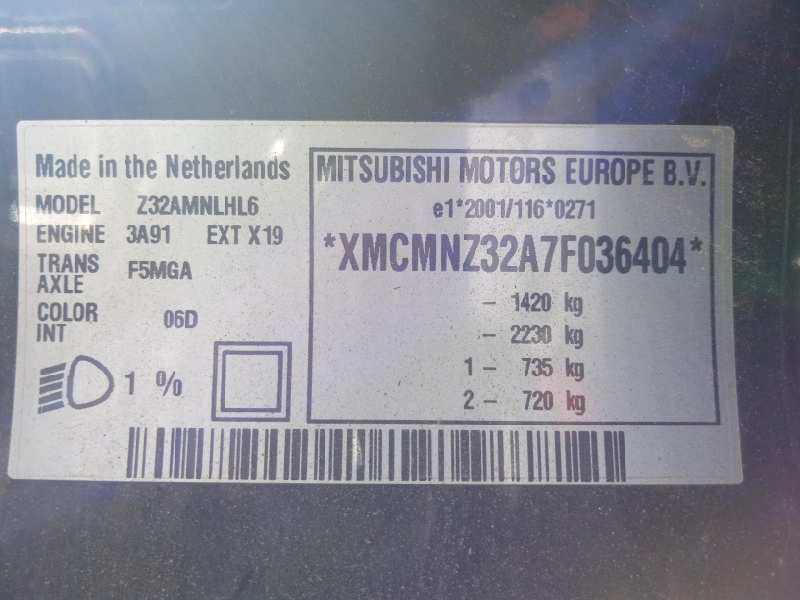 Made in the Netherlands
MODEL Z32AMNLHL6
ENGINE 3A91 EXT X19
TRANS AXLE F5MGA
COLOR INT 06D
1 %
MITSUBISHI MOTORS EUROPE B.V.
e1*2001/116*0271
*XMCMNZ32A7F036404*
- 1420 kg
- 2230 kg
1- 735 kg
2- 720 kg